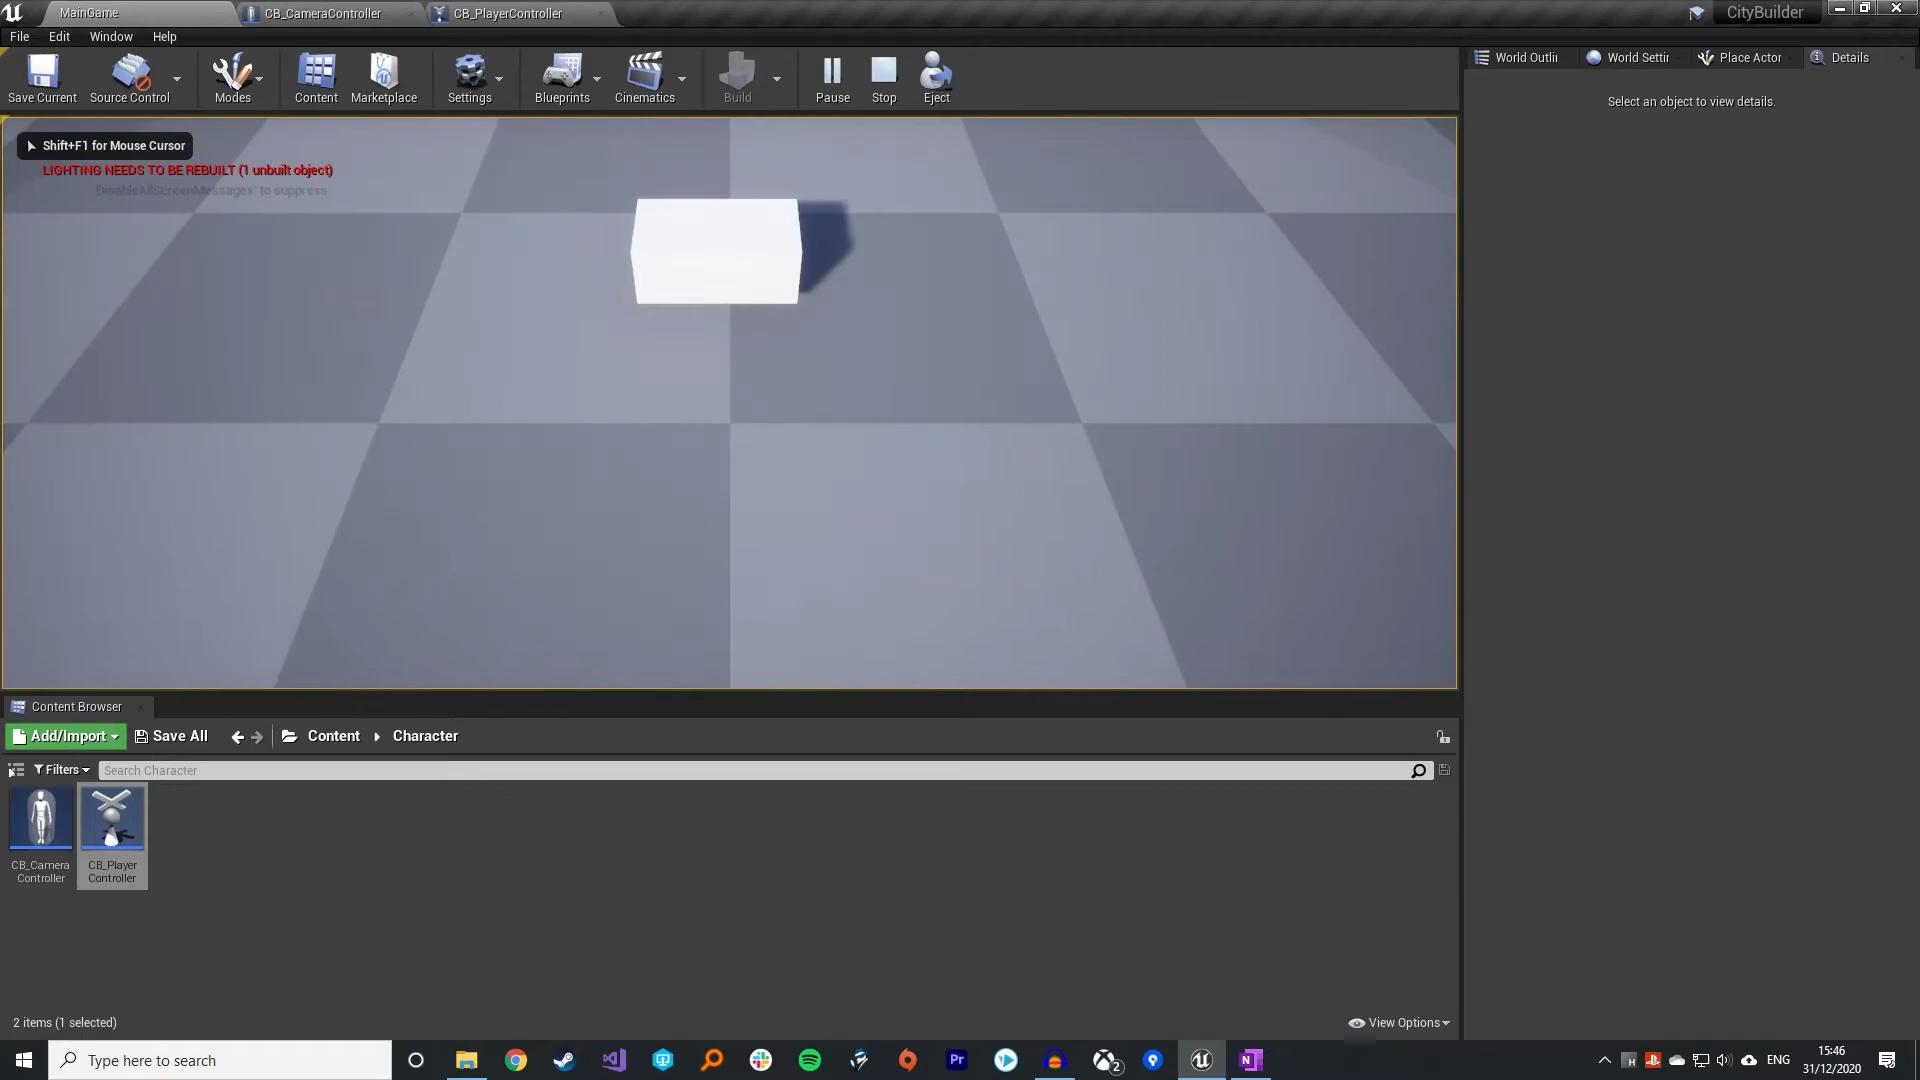 MainGame
CB_CameraController
CB_PlayerController
CityBuilder
File Edit Window Help
Save Current
Source Control
Modes
Content
Marketplace
Settings
Blueprints
Cinematics
Build
Pause
Stop
Eject
World Outli
World Settir
Place Actor
Details
Select an object to view details.
Shift+F1 for Mouse Cursor
LIGHTING NEEDS TO BE REBUILT (1 unbuilt object)
'DisableAllScreenMessages' to suppress
Content Browser
Add/Import
Save All
Content
Character
Filters
Search Character
CB_Camera
Controller
CB_Player
Controller
2 items (1 selected)
View Options
Type here to search
Pr
2
N
H
ENG
15:46
31/12/2020